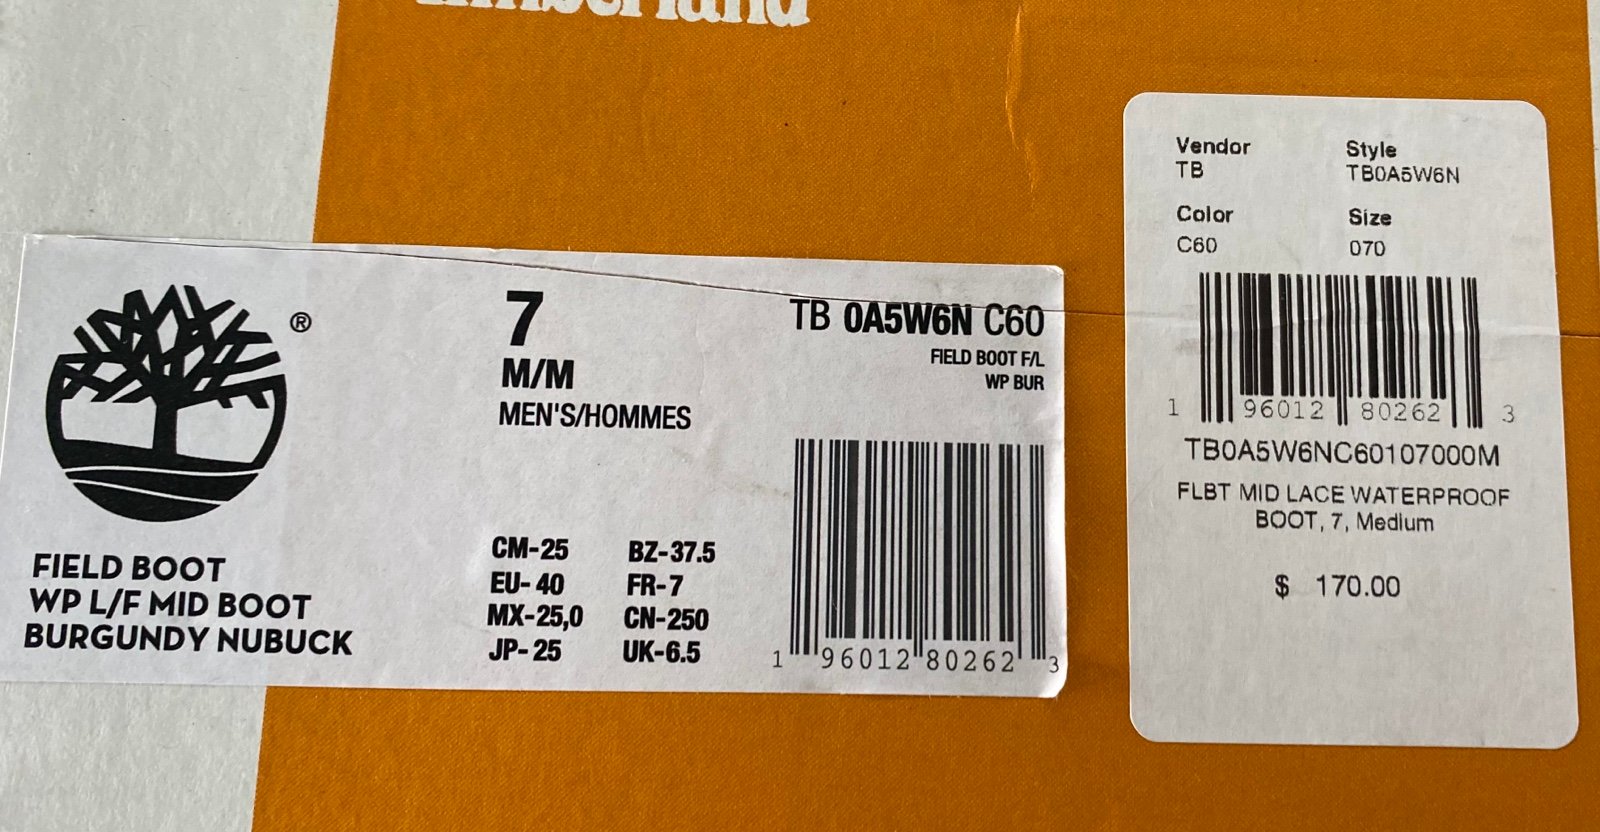 7
M/M
MEN'S/HOMMES
TB 0A5W6N C60
FIELD BOOT F/L
WP BUR
®
FIELD BOOT
WP L/F MID BOOT
BURGUNDY NUBUCK
CM-25 BZ-37.5
EU-40 FR-7
MX-25,0 CN-250
JP-25 UK-6.5
1 96012 80262 3
Vendor Style
TB TB0A5W6N
Color Size
C60 070
1 96012 80262 3
TB0A5W6NC60107000M
FLBT MID LACE WATERPROOF
BOOT, 7, Medium
$ 170.00